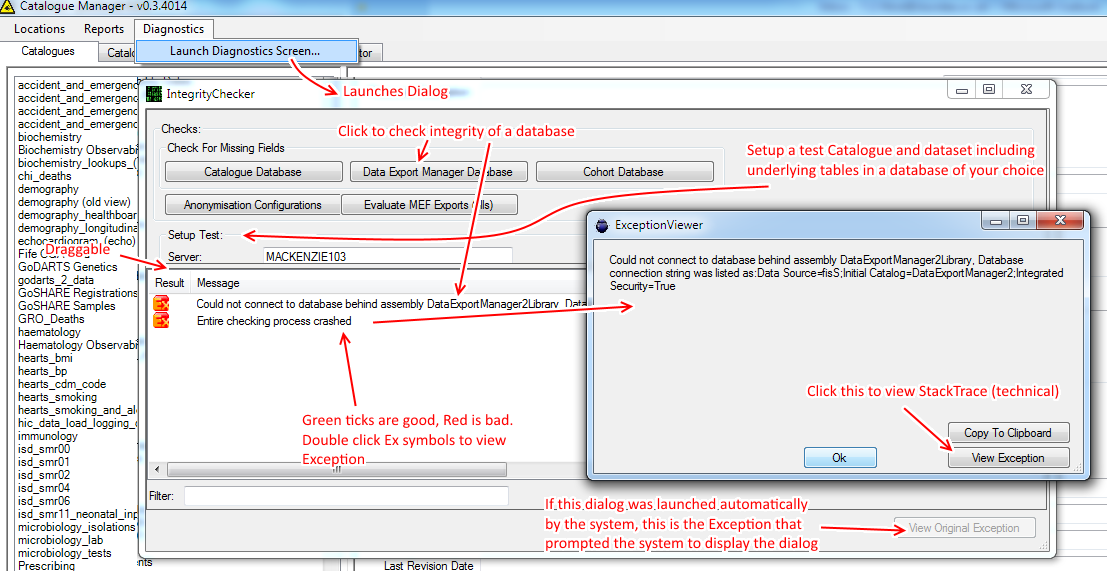 Catalogue Manager - v0.3.4014
Locations Reports Diagnostics
Catalogues
Launch Diagnostics Screen...
Launches Dialog
accident_and_emergenc
accident_and_emergenc
accident_and_emergenc
accident_and_emergenc
biochemistry
Biochemistry Observabi
biochemistry_lookups_(
chi_deaths
demography
demography (old view)
demography_healthboar
demography_longitudina
echocardiogram (echo)
GoDARTS Genetics
godarts_2_data
GoSHARE Registrations
GoSHARE Samples
GRO_Deaths
haematology
Haematology Observabi
hearts_bmi
hearts_bp
hearts_cdm_code
hearts_smoking
hearts_smoking_and_al
hic_data_load_logging_
immunology
isd_smr00
isd_smr01
isd_smr02
isd_smr04
isd_smr06
isd_smr11_neonatal_inp
microbiology_isolations
microbiology_lab
microbiology_tests
Prescribing
IntegrityChecker
Checks:
Click to check integrity of a database
Check For Missing Fields
Catalogue Database
Data Export Manager Database
Cohort Database
Anonymisation Configurations
Evaluate MEF Exports
Setup a test Catalogue and dataset including
underlying tables in a database of your choice
Setup Test:
Draggable
Server: MACKENZIE103
Result Message
Could not connect to database behind assembly DataExportManager2Library, Data
Entire checking process crashed
Green ticks are good, Red is bad.
Double click Ex symbols to view
Exception
Filter:
ExceptionViewer
Could not connect to database behind assembly DataExportManager2Library, Database
connection string was listed as:Data Source=fisS;Initial Catalog=DataExportManager2;Integrated
Security=True
Click this to view StackTrace (technical)
Copy To Clipboard
Ok
View Exception
If this dialog was launched automatically
by the system, this is the Exception that
prompted the system to display the dialog
View Original Exception
Last Revision Date